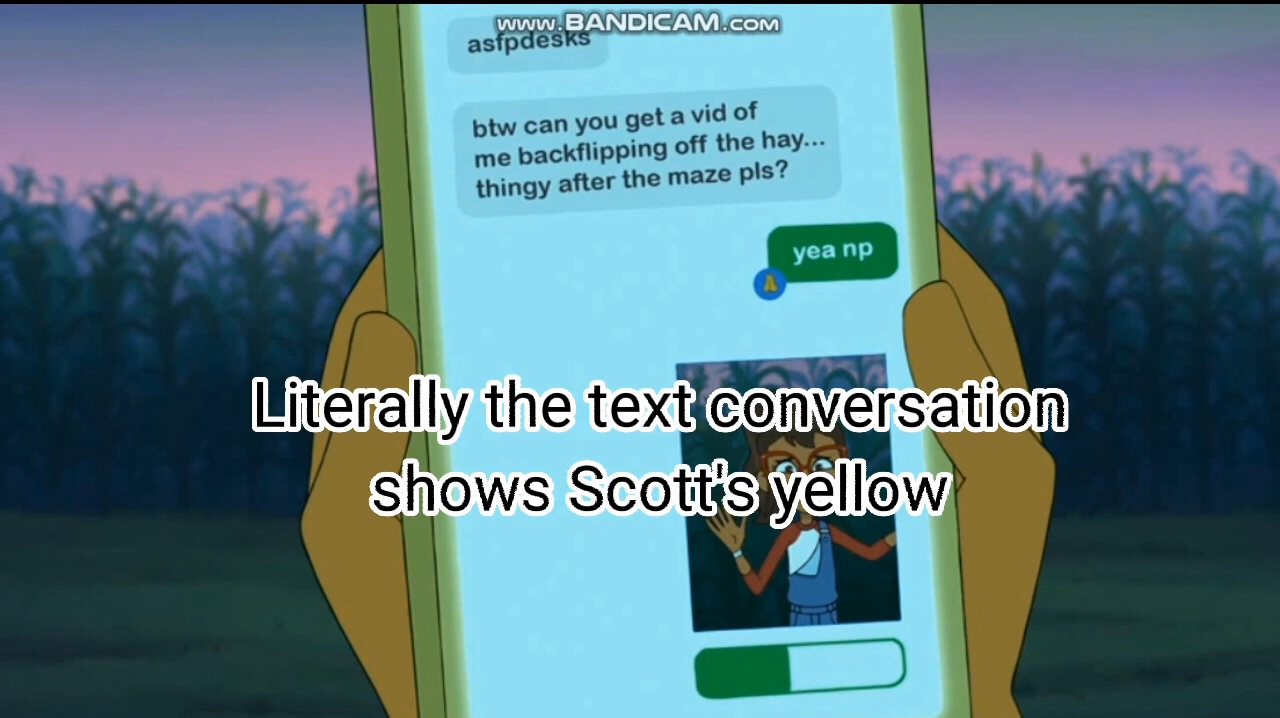 www.BANDICAM.com
asfpdesks
btw can you get a vid of
me backflipping off the hay...
thingy after the maze pls?
yea np
Literally the text conversation
shows Scott's yellow